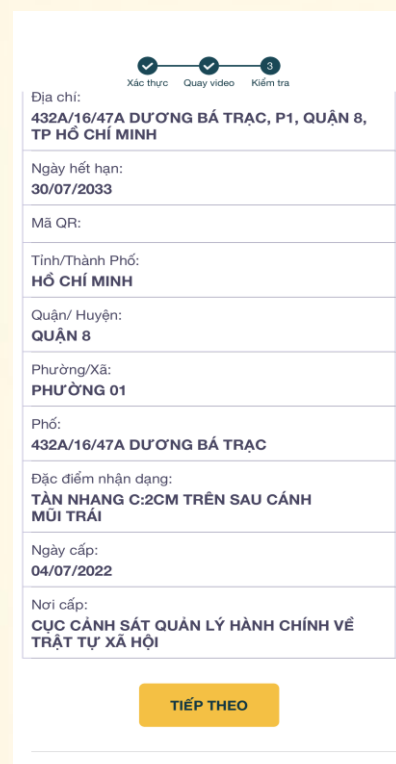 3
Xác thực Quay video Kiểm tra
Địa chỉ:
432A/16/47A DƯƠNG BÁ TRẠC, P1, QUẬN 8,
TP HỒ CHÍ MINH
Ngày hết hạn:
30/07/2033
Mã QR:
Tỉnh/Thành Phố:
HỒ CHÍ MINH
Quận/ Huyện:
QUẬN 8
Phường/Xã:
PHƯỜNG 01
Phố:
432A/16/47A DƯƠNG BÁ TRẠC
Đặc điểm nhận dạng:
TÀN NHANG C:2CM TRÊN SAU CÁNH
MŨI TRÁI
Ngày cấp:
04/07/2022
Nơi cấp:
CỤC CẢNH SÁT QUẢN LÝ HÀNH CHÍNH VỀ
TRẬT TỰ XÃ HỘI
TIẾP THEO